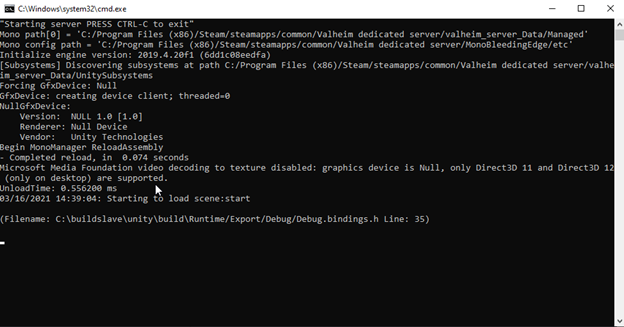 C:\Windows\system32\cmd.exe
"Starting server PRESS CTRL-C to exit"
Mono path[0] = 'C:/Program Files (x86)/Steam/steamapps/common/Valheim dedicated server/valheim_server_Data/Managed'
Mono config path = 'C:/Program Files (x86)/Steam/steamapps/common/Valheim dedicated server/MonoBleedingEdge/etc'
Initialize engine version: 2019.4.20f1 (6dd1c08eedfa)
[Subsystems] Discovering subsystems at path C:/Program Files (x86)/Steam/steamapps/common/Valheim dedicated server/valhe
im_server_Data/UnitySubsystems
Forcing GfxDevice: Null
GfxDevice: creating device client; threaded=0
NullGfxDevice:
Version: NULL 1.0 [1.0]
Renderer: Null Device
Vendor: Unity Technologies
Begin MonoManager ReloadAssembly
- Completed reload, in 0.074 seconds
Microsoft Media Foundation video decoding to texture disabled: graphics device is Null, only Direct3D 11 and Direct3D 12
(only on desktop) are supported.
UnloadTime: 0.556200 ms
03/16/2021 14:39:04: Starting to load scene:start
(Filename: C:\buildslave\unity\build\Runtime/Export/Debug/Debug.bindings.h Line: 35)